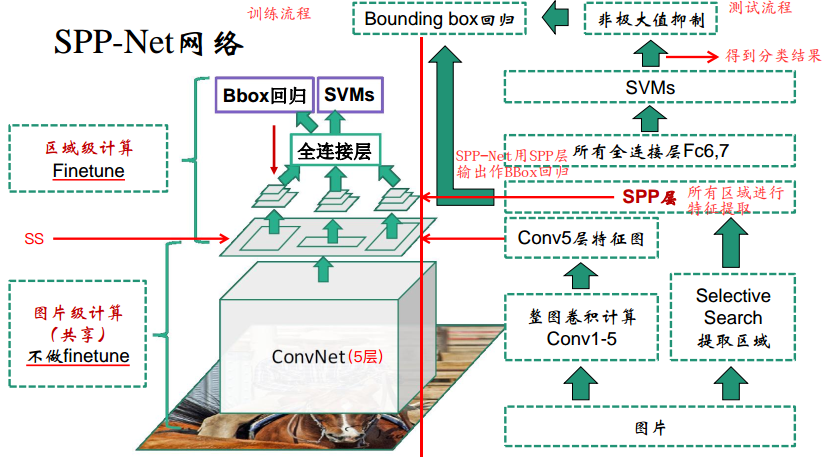 SPP-Net网络
训练流程
Bbox回归
SVMs
全连接层
区域级计算
Finetune
SS
图片级计算
(共享)
不做finetune
ConvNet(5层)
测试流程
Bounding box回归
非极大值抑制
得到分类结果
SVMs
所有全连接层Fc6,7
SPP-Net用SPP层
输出作BBox回归
SPP层
所有区域进行
特征提取
Conv5层特征图
整图卷积计算
Conv1-5
Selective
Search
提取区域
图片